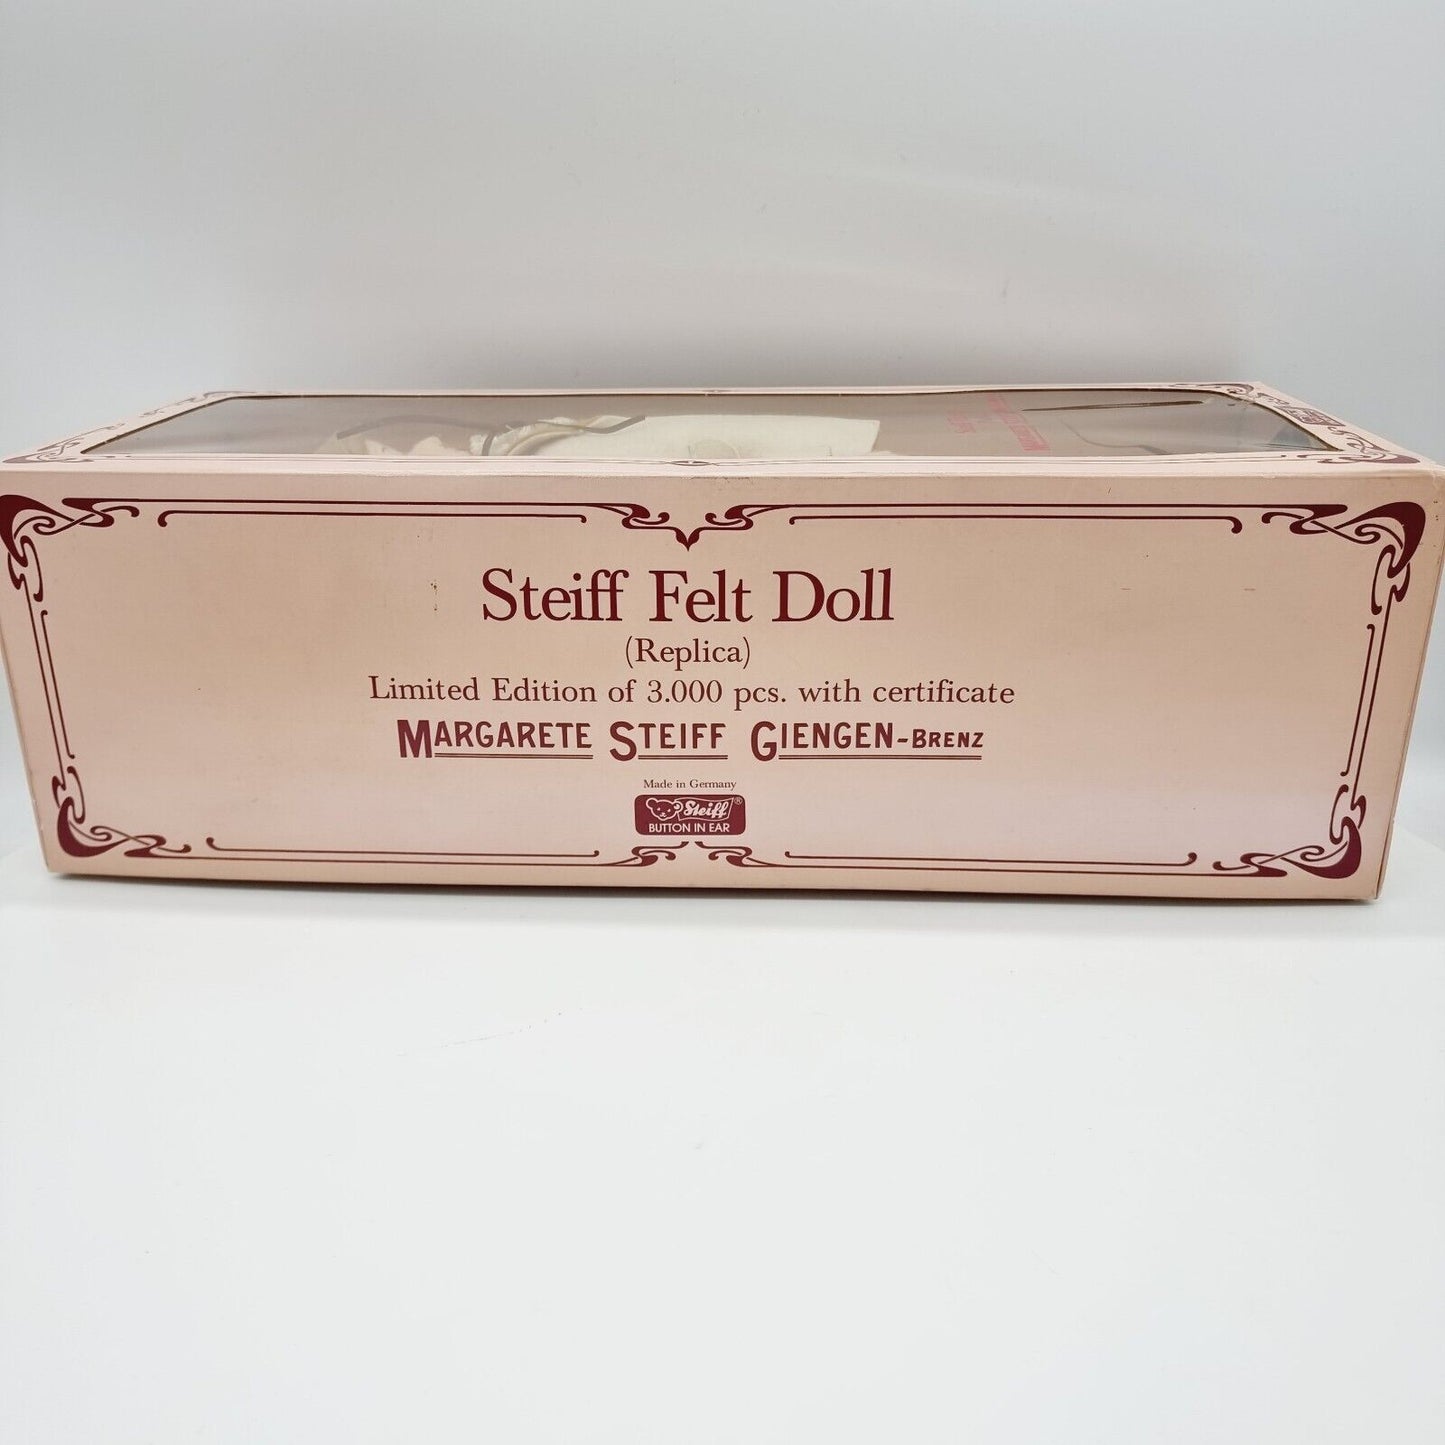 Steiff Felt Doll
(Replica)
Limited Edition of 3.000 pcs. with certificate
MARGARETE STEIFF GIENGEN-BRENZ
Made in Germany
Steiff®
BUTTON IN EAR